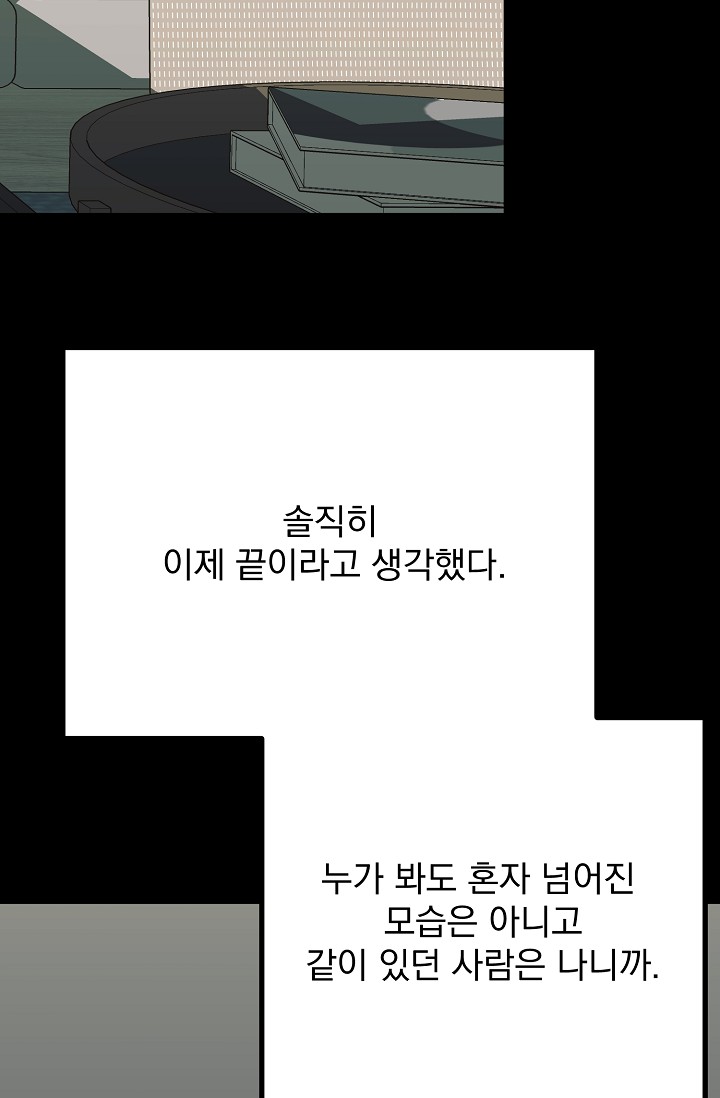 솔직히
이제 끝이라고 생각했다.
누가 봐도 혼자 넘어진
모습은 아니고
같이 있던 사람은 나니까.